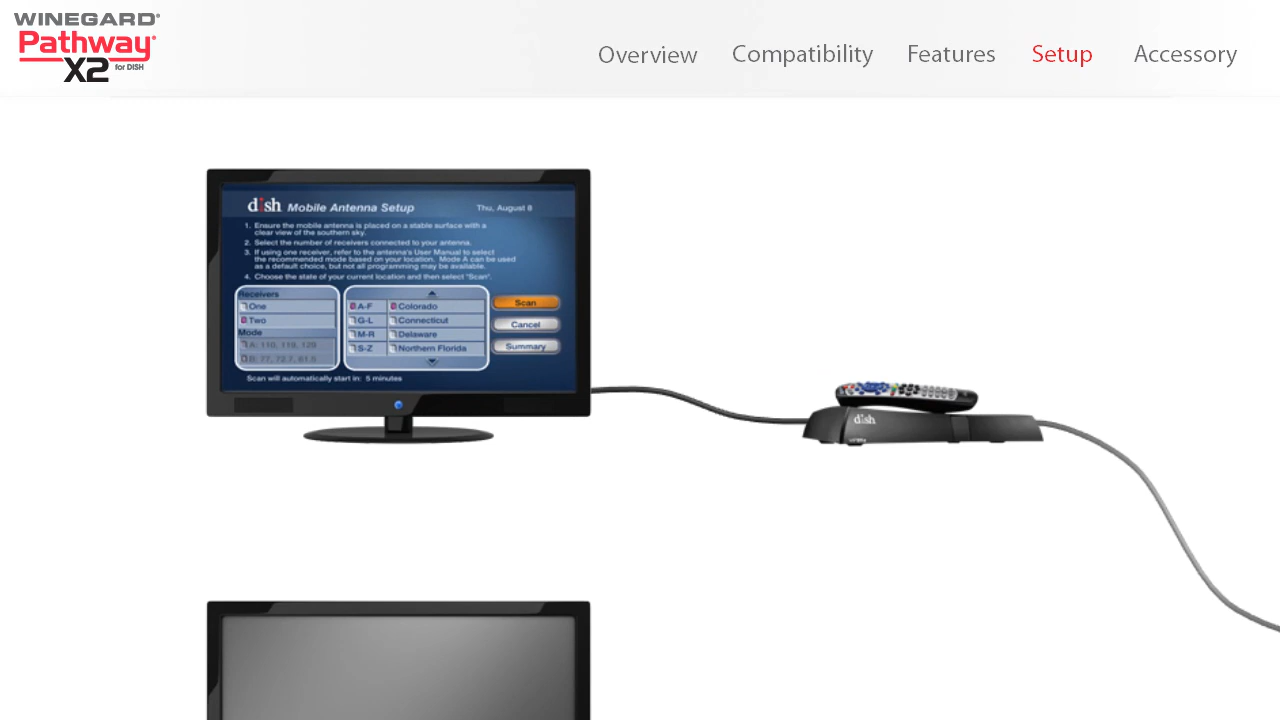 WINEGARD®
Pathway®
X2 for DISH
Overview Compatibility Features Setup Accessory
dish Mobile Antenna Setup Thu, August 8
1. Ensure the mobile antenna is placed on a stable surface with a
clear view of the southern sky.
2. Select the number of receivers connected to your antenna.
3. If using one receiver, refer to the antenna's User Manual to select
the recommended mode based on your location. Mode A can be used
as a default choice, but not all programming may be available.
4. Choose the state of your current location and then select "Scan".
Receivers
One
Two
Mode
A: 110, 119, 129
B: 77, 72.7, 61.5
A-F Colorado
G-L Connecticut
M-R Delaware
S-Z Northern Florida
Scan
Cancel
Summary
Scan will automatically start in: 5 minutes
dish